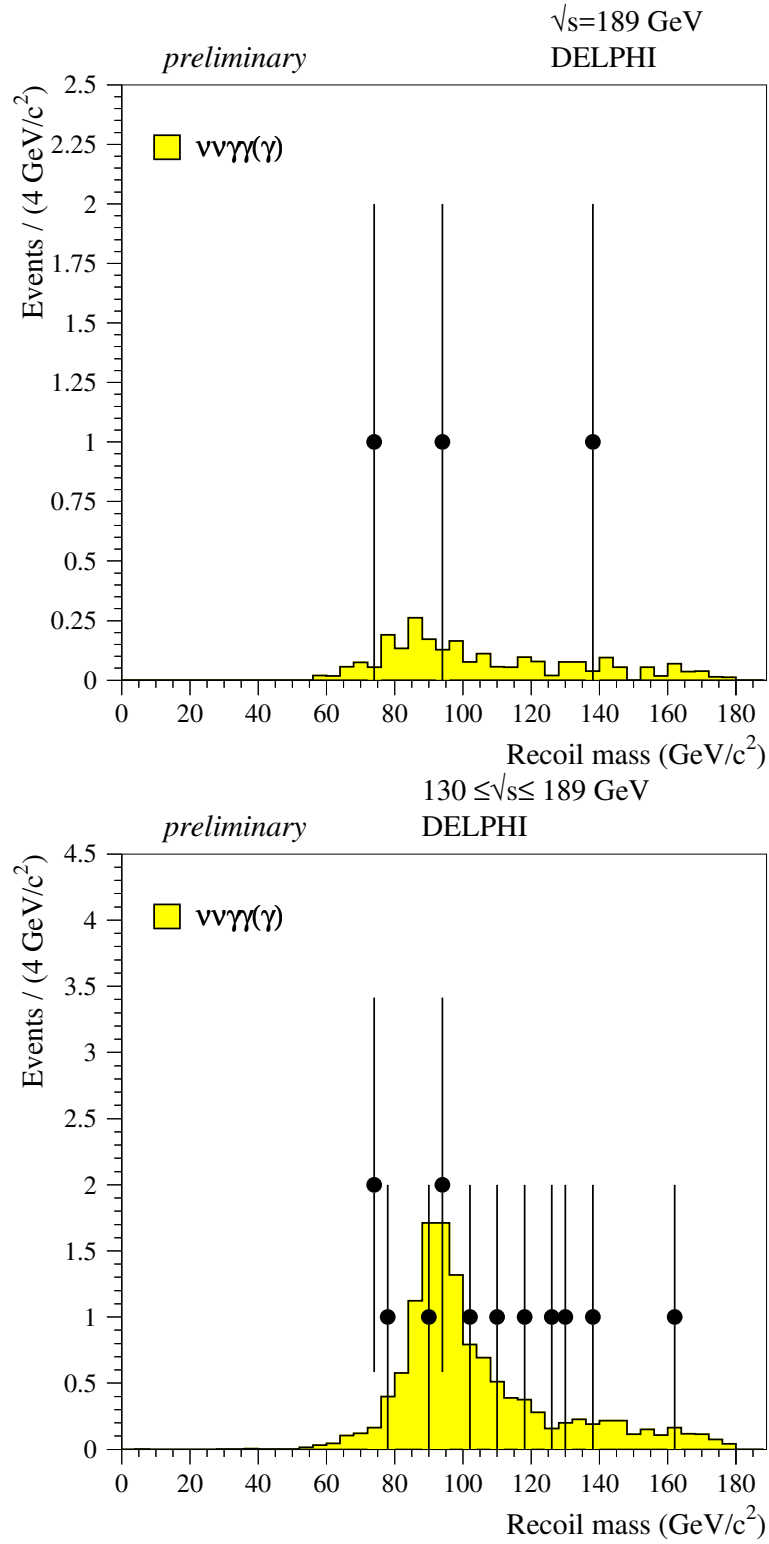 √s=189 GeV
preliminary DELPHI
Events / (4 GeV/c²)
2.5
2.25
2
1.75
1.5
1.25
1
0.75
0.5
0.25
0
ννγγ(γ)
0 20 40 60 80 100 120 140 160 180
Recoil mass (GeV/c²)
130 ≤√s≤ 189 GeV
preliminary DELPHI
Events / (4 GeV/c²)
4.5
4
3.5
3
2.5
2
1.5
1
0.5
0
ννγγ(γ)
0 20 40 60 80 100 120 140 160 180
Recoil mass (GeV/c²)